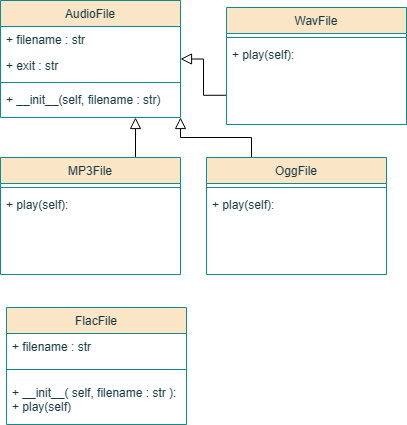 AudioFile
+ filename : str
+ exit : str
+ __init__(self, filename : str)
WavFile
+ play(self):
MP3File
+ play(self):
OggFile
+ play(self):
FlacFile
+ filename : str
+ __init__( self, filename : str ):
+ play(self)